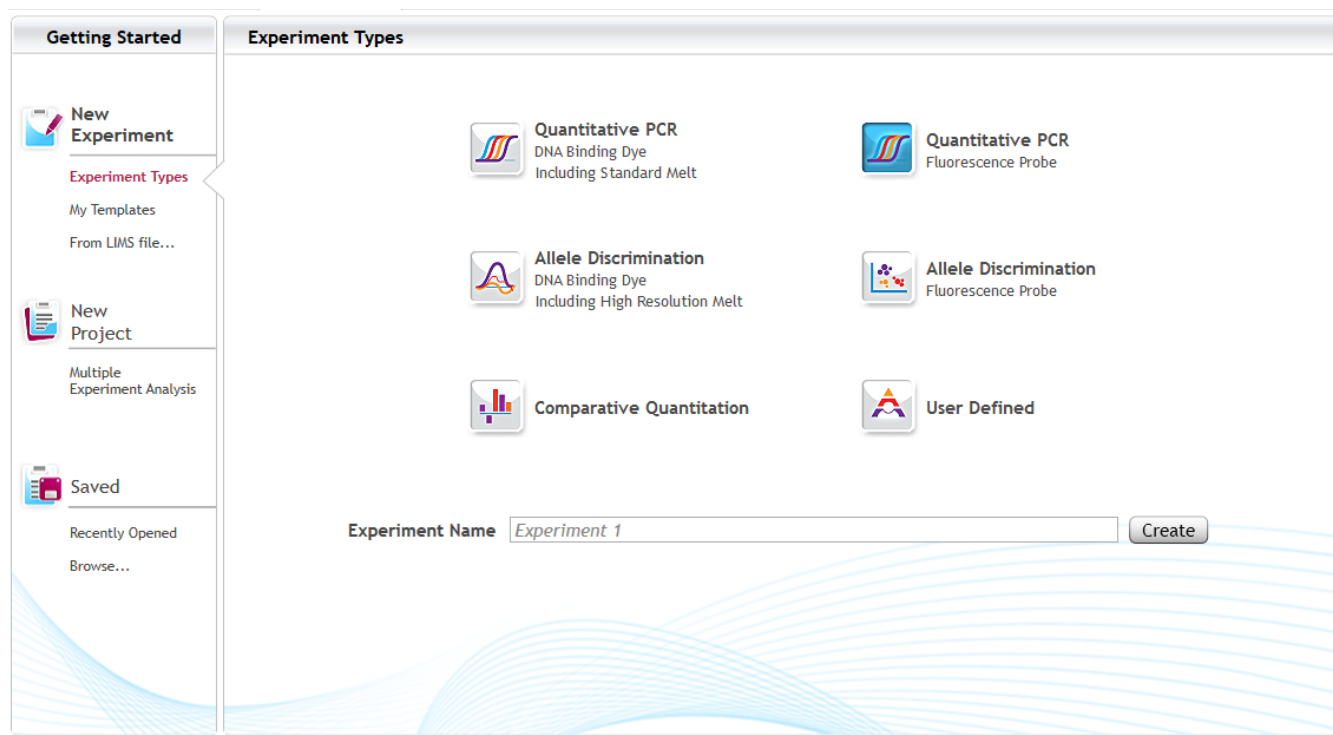 Getting Started
New
Experiment
Experiment Types
My Templates
From LIMS file...
New
Project
Multiple
Experiment Analysis
Saved
Recently Opened
Browse...
Experiment Types
Quantitative PCR
DNA Binding Dye
Including Standard Melt
Quantitative PCR
Fluorescence Probe
Allele Discrimination
DNA Binding Dye
Including High Resolution Melt
Allele Discrimination
Fluorescence Probe
Comparative Quantitation
User Defined
Experiment Name
Experiment 1
Create